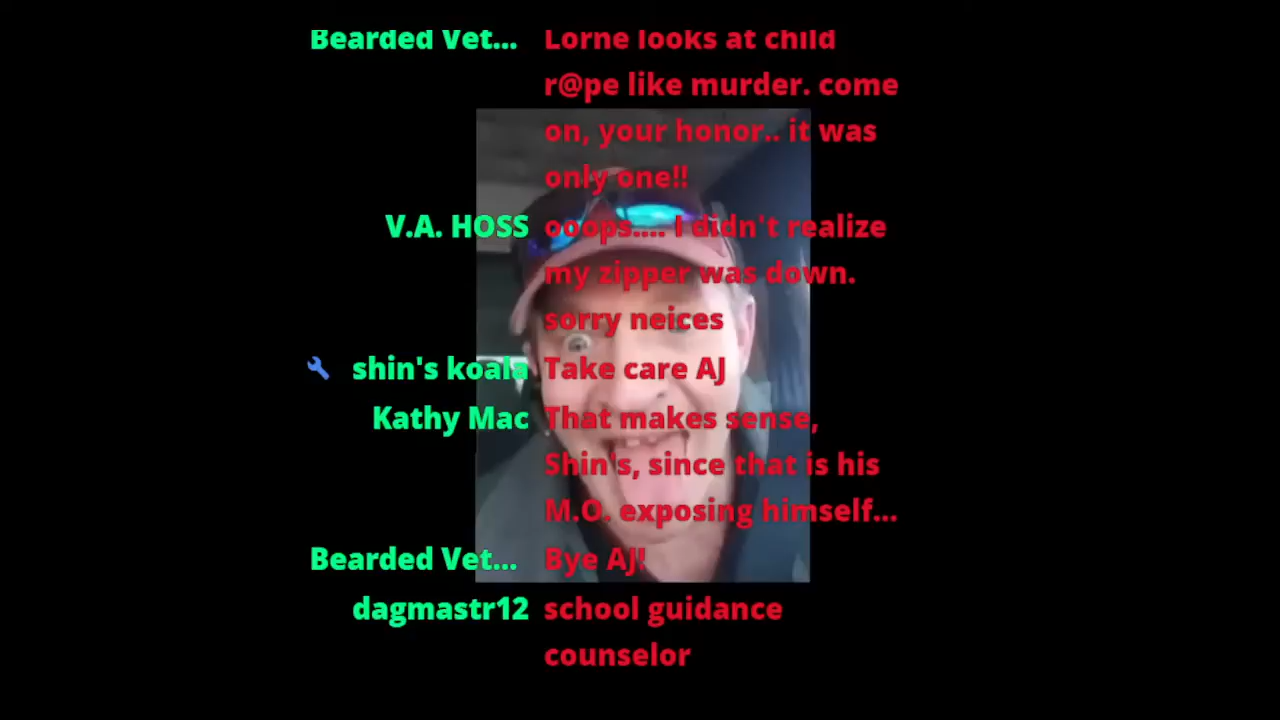 Bearded Vet... Lorne looks at child
r@pe like murder. come
on, your honor.. it was
only one!!
V.A. HOSS ooops.... I didn't realize
my zipper was down.
sorry neices
shin's koala Take care AJ
Kathy Mac That makes sense,
Shin's, since that is his
M.O. exposing himself...
Bearded Vet... Bye AJ!
dagmastr12 school guidance
counselor